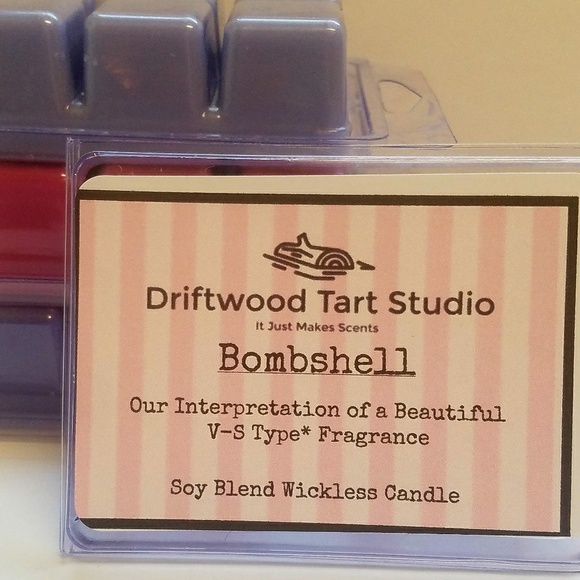 Driftwood Tart Studio
It Just Makes Scents
Bombshell
Our Interpretation of a Beautiful
V-S Type* Fragrance
Soy Blend Wickless Candle